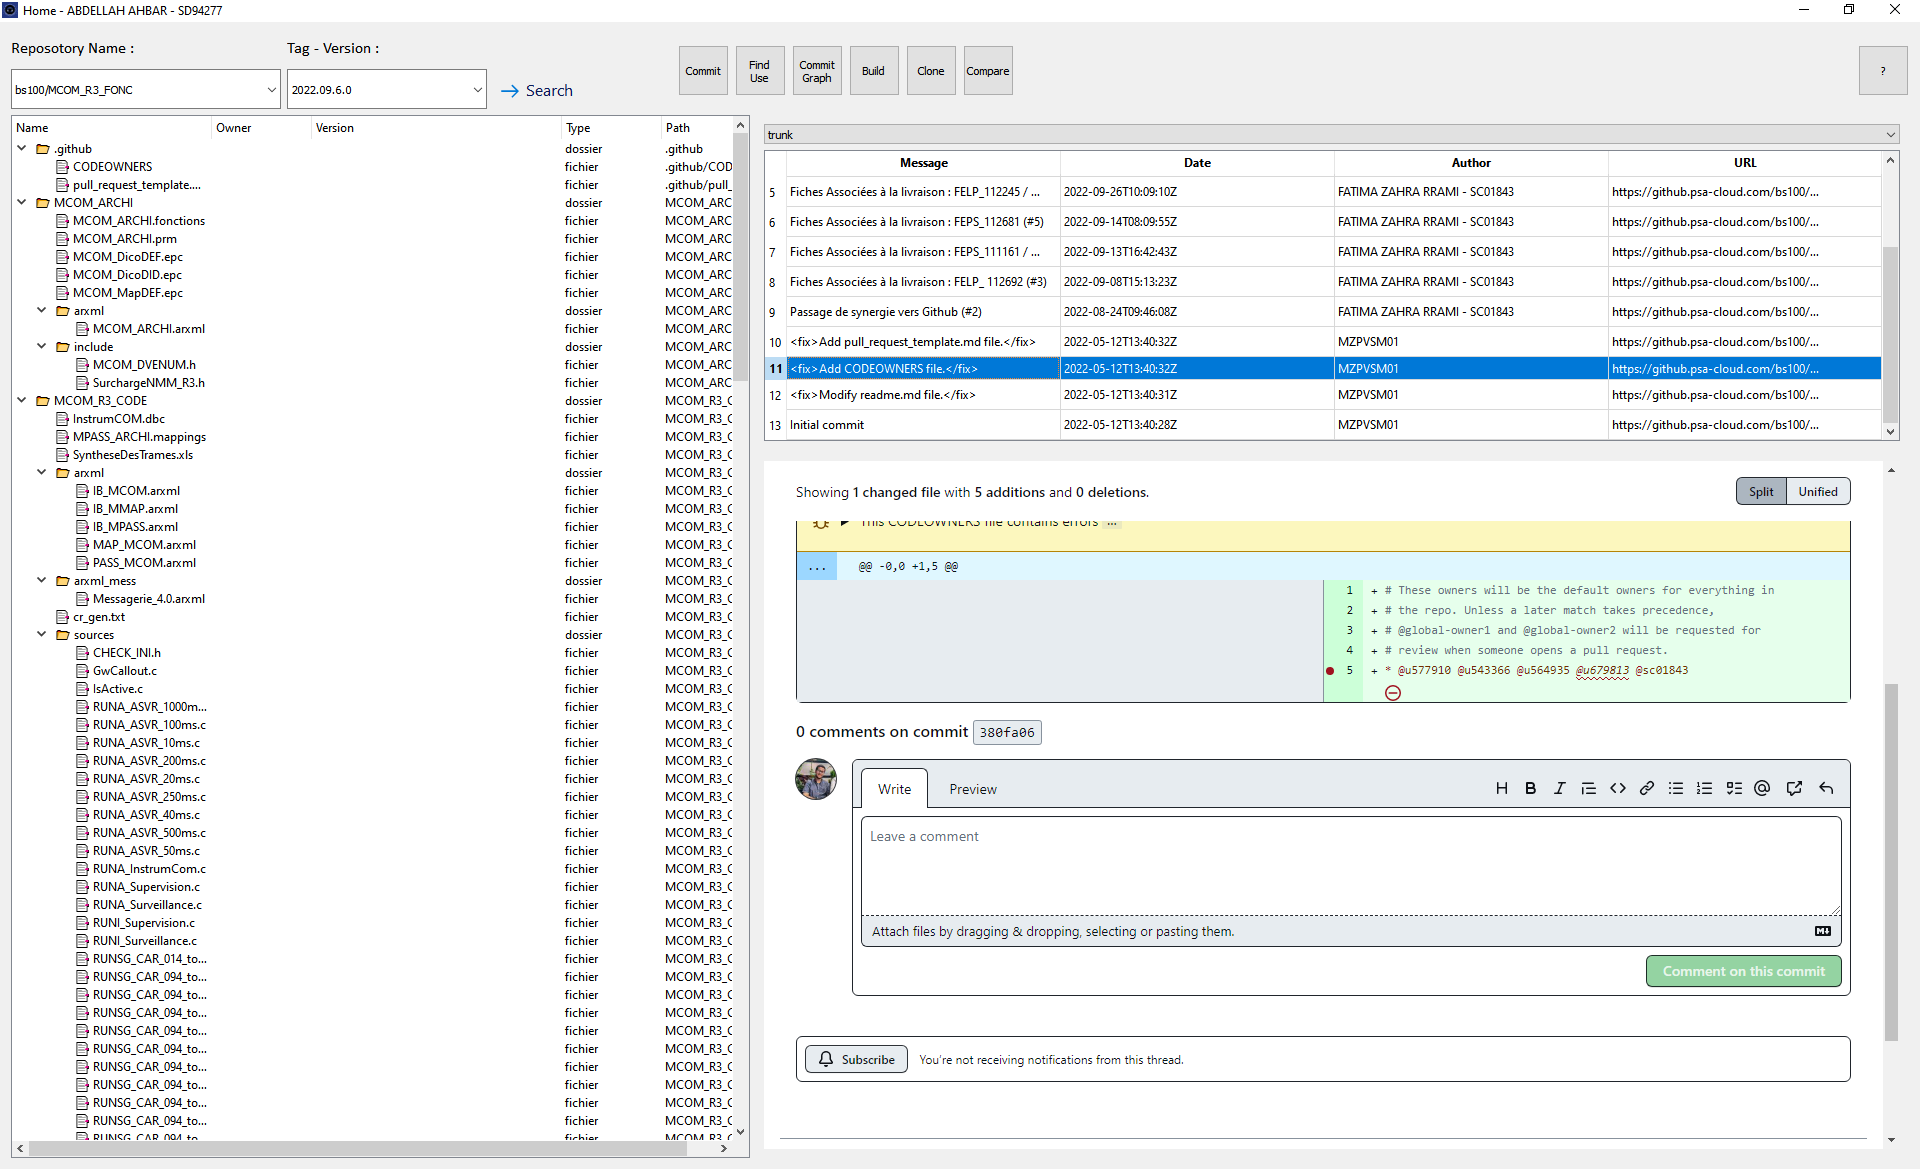 Home - ABDELLAH AHBAR - SD94277
Reposotory Name :
Tag - Version :
bs100/MCOM_R3_FONC
2022.09.6.0
Search
Commit
Find Use
Commit Graph
Build
Clone
Compare
?
Name Owner Version Type Path
.github dossier .github
CODEOWNERS fichier .github/COD
pull_request_template.... fichier .github/pull_
MCOM_ARCHI dossier MCOM_ARC
MCOM_ARCHI.fonctions fichier MCOM_ARC
MCOM_ARCHI.prm fichier MCOM_ARC
MCOM_DicoDEF.epc fichier MCOM_ARC
MCOM_DicoDID.epc fichier MCOM_ARC
MCOM_MapDEF.epc fichier MCOM_ARC
arxml dossier MCOM_ARC
MCOM_ARCHI.arxml fichier MCOM_ARC
include dossier MCOM_ARC
MCOM_DVENUM.h fichier MCOM_ARC
SurchargeNMM_R3.h fichier MCOM_ARC
MCOM_R3_CODE dossier MCOM_R3_C
InstrumCOM.dbc fichier MCOM_R3_C
MPASS_ARCHI.mappings fichier MCOM_R3_C
SyntheseDesTrames.xls fichier MCOM_R3_C
arxml dossier MCOM_R3_C
IB_MCOM.arxml fichier MCOM_R3_C
IB_MMAP.arxml fichier MCOM_R3_C
IB_MPASS.arxml fichier MCOM_R3_C
MAP_MCOM.arxml fichier MCOM_R3_C
PASS_MCOM.arxml fichier MCOM_R3_C
arxml_mess dossier MCOM_R3_C
Messagerie_4.0.arxml fichier MCOM_R3_C
cr_gen.txt fichier MCOM_R3_C
sources dossier MCOM_R3_C
CHECK_INI.h fichier MCOM_R3_C
GwCallout.c fichier MCOM_R3_C
IsActive.c fichier MCOM_R3_C
RUNA_ASVR_1000m... fichier MCOM_R3_C
RUNA_ASVR_100ms.c fichier MCOM_R3_C
RUNA_ASVR_10ms.c fichier MCOM_R3_C
RUNA_ASVR_200ms.c fichier MCOM_R3_C
RUNA_ASVR_20ms.c fichier MCOM_R3_C
RUNA_ASVR_250ms.c fichier MCOM_R3_C
RUNA_ASVR_40ms.c fichier MCOM_R3_C
RUNA_ASVR_500ms.c fichier MCOM_R3_C
RUNA_ASVR_50ms.c fichier MCOM_R3_C
RUNA_InstrumCom.c fichier MCOM_R3_C
RUNA_Supervision.c fichier MCOM_R3_C
RUNA_Surveillance.c fichier MCOM_R3_C
RUNI_Supervision.c fichier MCOM_R3_C
RUNI_Surveillance.c fichier MCOM_R3_C
RUNSG_CAR_014_to... fichier MCOM_R3_C
RUNSG_CAR_094_to... fichier MCOM_R3_C
RUNSG_CAR_094_to... fichier MCOM_R3_C
RUNSG_CAR_094_to... fichier MCOM_R3_C
RUNSG_CAR_094_to... fichier MCOM_R3_C
RUNSG_CAR_094_to... fichier MCOM_R3_C
RUNSG_CAR_094_to... fichier MCOM_R3_C
RUNSG_CAR_094_to... fichier MCOM_R3_C
RUNSG_CAR_094_to... fichier MCOM_R3_C
RUNSG_CAR_094_to... fichier MCOM_R3_C
RUNSG_CAR_094_to... fichier MCOM_R3_C
trunk
Message Date Author URL
5 Fiches Associées à la livraison : FELP_112245 / ... 2022-09-26T10:09:10Z FATIMA ZAHRA RRAMI - SC01843 https://github.psa-cloud.com/bs100/...
6 Fiches Associées à la livraison : FEPS_112681 (#5) 2022-09-14T08:09:55Z FATIMA ZAHRA RRAMI - SC01843 https://github.psa-cloud.com/bs100/...
7 Fiches Associées à la livraison : FEPS_111161 / ... 2022-09-13T16:42:43Z FATIMA ZAHRA RRAMI - SC01843 https://github.psa-cloud.com/bs100/...
8 Fiches Associées à la livraison : FELP_ 112692 (#3) 2022-09-08T15:13:23Z FATIMA ZAHRA RRAMI - SC01843 https://github.psa-cloud.com/bs100/...
9 Passage de synergie vers Github (#2) 2022-08-24T09:46:08Z FATIMA ZAHRA RRAMI - SC01843 https://github.psa-cloud.com/bs100/...
10 <fix>Add pull_request_template.md file.</fix> 2022-05-12T13:40:32Z MZPVSM01 https://github.psa-cloud.com/bs100/...
11 <fix>Add CODEOWNERS file.</fix> 2022-05-12T13:40:32Z MZPVSM01 https://github.psa-cloud.com/bs100/...
12 <fix>Modify readme.md file.</fix> 2022-05-12T13:40:31Z MZPVSM01 https://github.psa-cloud.com/bs100/...
13 Initial commit 2022-05-12T13:40:28Z MZPVSM01 https://github.psa-cloud.com/bs100/...
Showing 1 changed file with 5 additions and 0 deletions.
Split Unified
This CODEOWNERS file contains errors ...
... @@ -0,0 +1,5 @@
1 + # These owners will be the default owners for everything in
2 + # the repo. Unless a later match takes precedence,
3 + # @global-owner1 and @global-owner2 will be requested for
4 + # review when someone opens a pull request.
5 + * @u577910 @u543366 @u564935 @u679813 @sc01843
0 comments on commit 380fa06
Write Preview
Leave a comment
Attach files by dragging & dropping, selecting or pasting them.
Comment on this commit
Subscribe You're not receiving notifications from this thread.